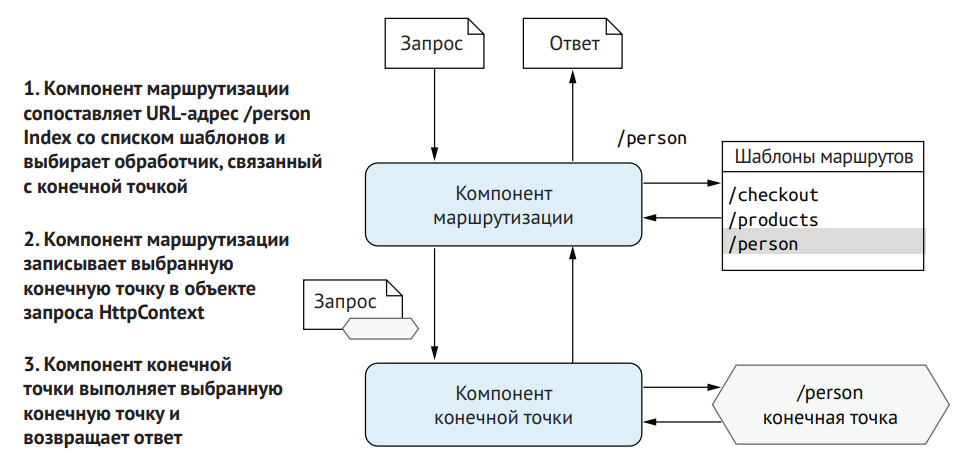 Запрос
Ответ
1. Компонент маршрутизации
сопоставляет URL-адрес /person
Index со списком шаблонов и
выбирает обработчик, связанный
с конечной точкой
/person
Шаблоны маршрутов
/checkout
/products
/person
Компонент
маршрутизации
2. Компонент маршрутизации
записывает выбранную
конечную точку в объекте
запроса HttpContext
Запрос
3. Компонент конечной
точки выполняет выбранную
конечную точку и
возвращает ответ
Компонент
конечной точки
/person
конечная точка